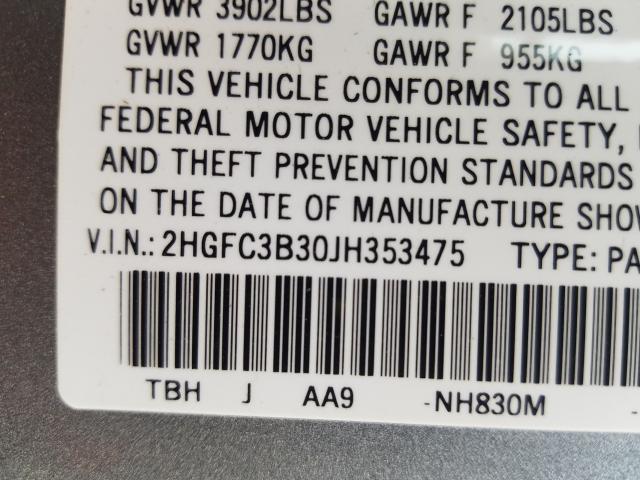 GVWR 3902LBS GAWR F 2105LBS
GVWR 1770KG GAWR F 955KG
THIS VEHICLE CONFORMS TO ALL
FEDERAL MOTOR VEHICLE SAFETY,
AND THEFT PREVENTION STANDARDS
ON THE DATE OF MANUFACTURE SHOW
V.I.N.: 2HGFC3B30JH353475 TYPE: PA
TBH J AA9 -NH830M -